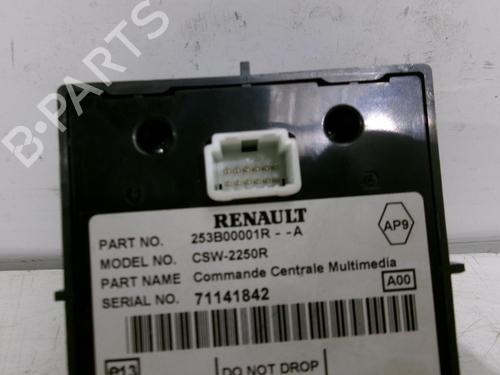 B-PARTS
RENAULT
PART NO. 253B00001R - -A
AP9
MODEL NO. CSW-2250R
PART NAME Commande Centrale Multimedia
A00
SERIAL NO. 71141842
P13
DO NOT DROP